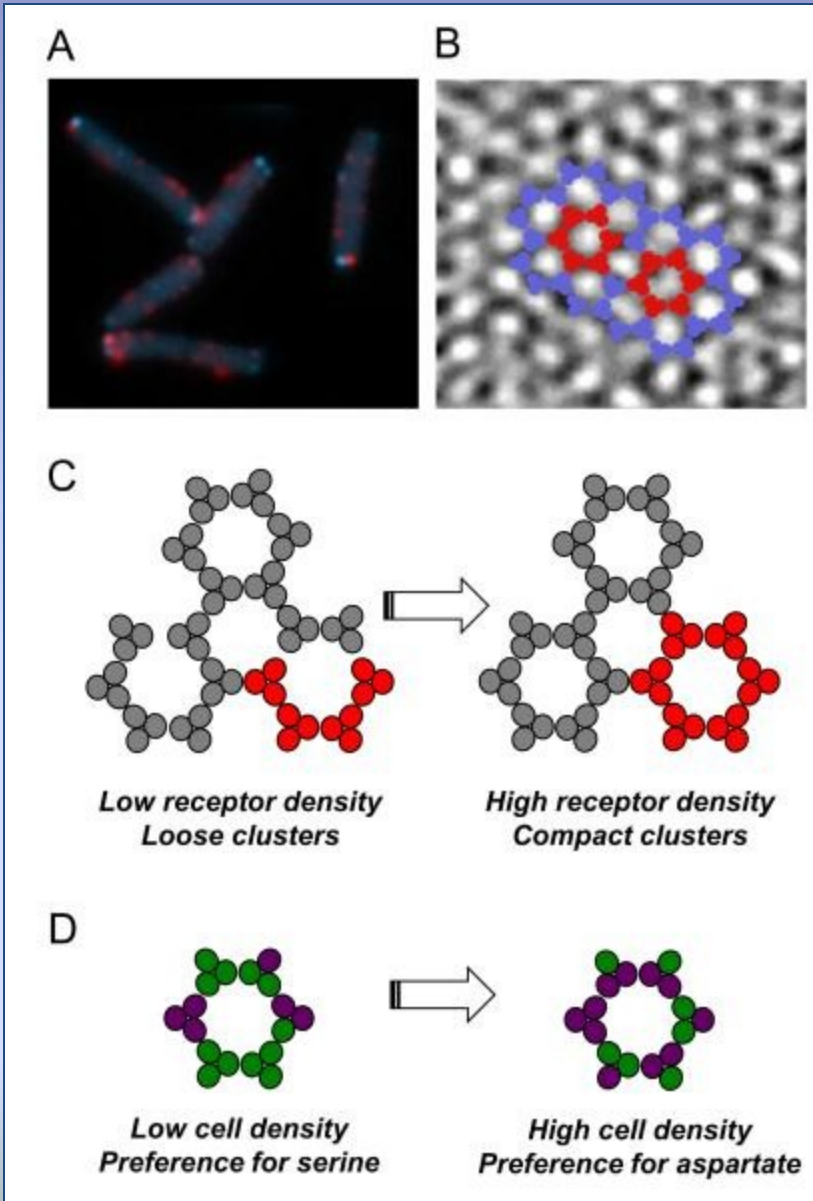 A
B
C
Low receptor density
Loose clusters
High receptor density
Compact clusters
D
Low cell density
Preference for serine
High cell density
Preference for aspartate